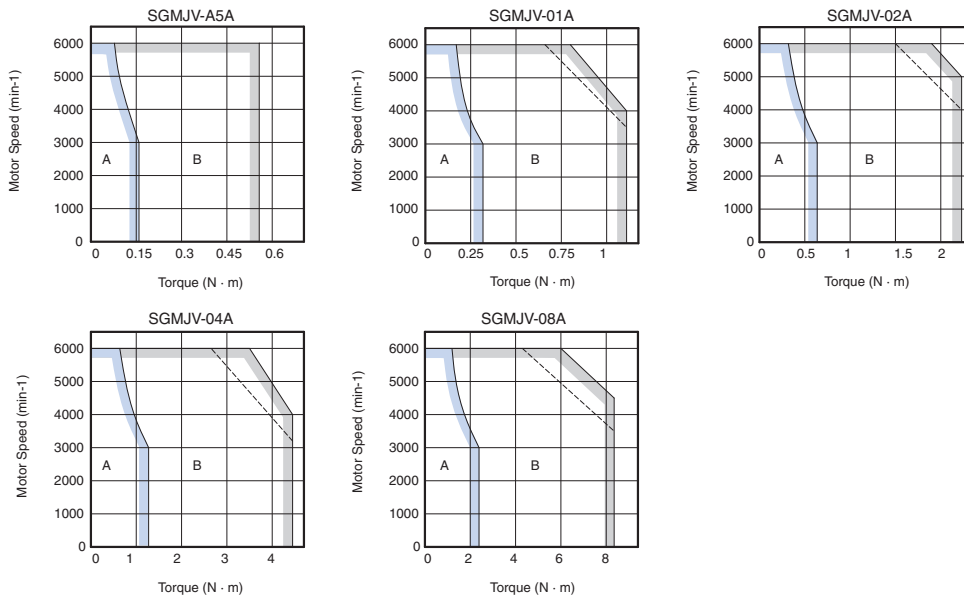 SGMJV-A5A
Motor Speed (min-1)
6000
5000
4000
3000
2000
1000
0
A
B
0 0.15 0.3 0.45 0.6
Torque (N · m)
SGMJV-01A
Motor Speed (min-1)
6000
5000
4000
3000
2000
1000
0
A
B
0 0.25 0.5 0.75 1
Torque (N · m)
SGMJV-02A
Motor Speed (min-1)
6000
5000
4000
3000
2000
1000
0
A
B
0 0.5 1 1.5 2
Torque (N · m)
SGMJV-04A
Motor Speed (min-1)
6000
5000
4000
3000
2000
1000
0
A
B
0 1 2 3 4
Torque (N · m)
SGMJV-08A
Motor Speed (min-1)
6000
5000
4000
3000
2000
1000
0
A
B
0 2 4 6 8
Torque (N · m)